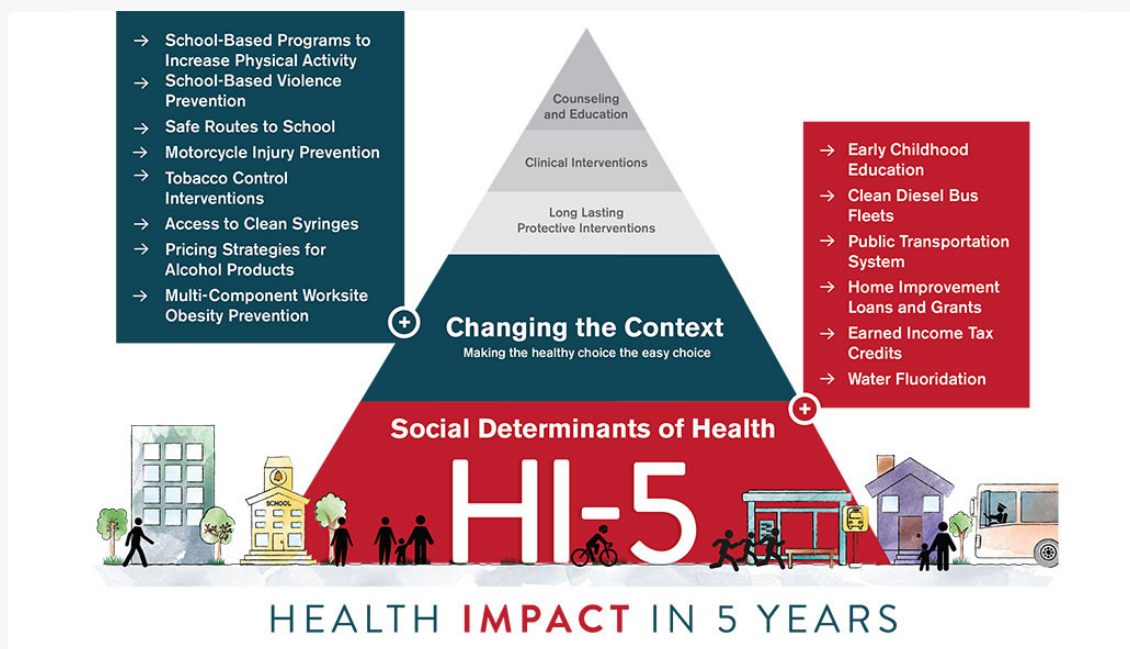 → School-Based Programs to
Increase Physical Activity
→ School-Based Violence
Prevention
→ Safe Routes to School
→ Motorcycle Injury Prevention
→ Tobacco Control
Interventions
→ Access to Clean Syringes
→ Pricing Strategies for
Alcohol Products
→ Multi-Component Worksite
Obesity Prevention
Counseling
and Education
Clinical Interventions
Long Lasting
Protective Interventions
Changing the Context
Making the healthy choice the easy choice
→ Early Childhood
Education
→ Clean Diesel Bus
Fleets
→ Public Transportation
System
→ Home Improvement
Loans and Grants
→ Earned Income Tax
Credits
→ Water Fluoridation
Social Determinants of Health
HI-5
SCHOOL
HEALTH IMPACT IN 5 YEARS